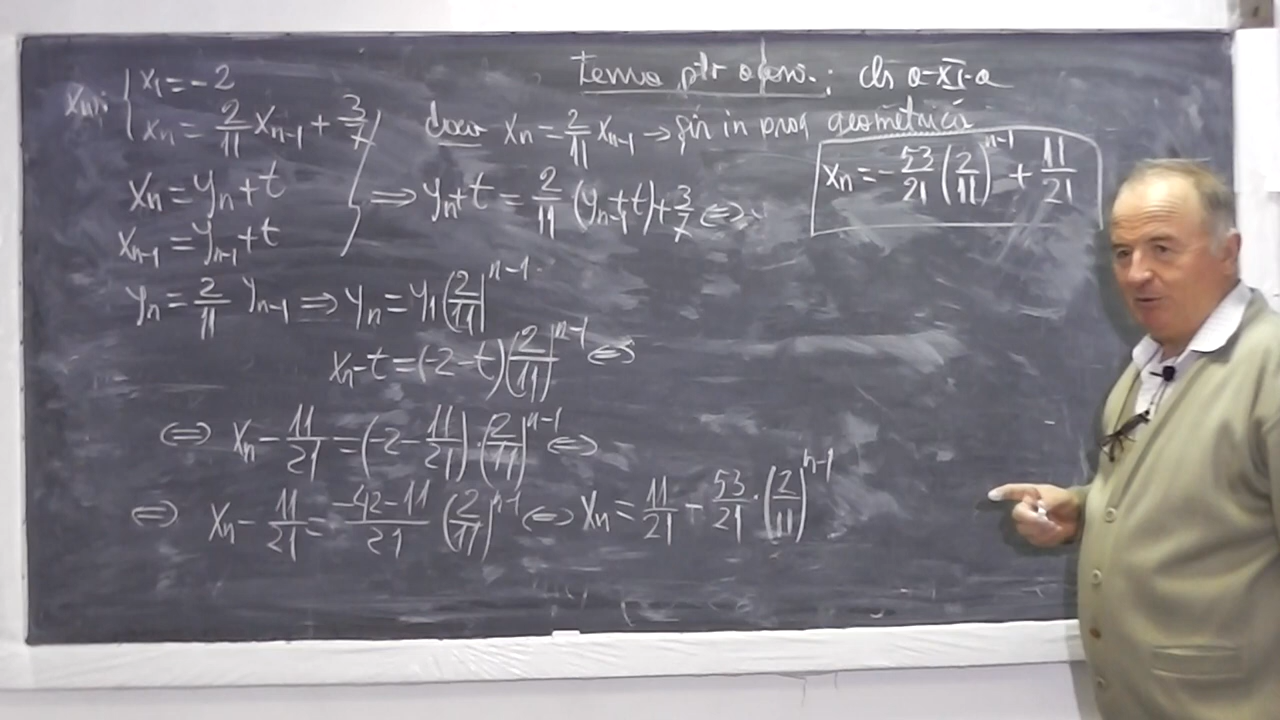 Tema ptr acas. : cls a-XI-a
xₙ: { x₁ = -2
xₙ = 2/11 xₙ₋₁ + 3/7
daca xₙ = 2/11 xₙ₋₁ → şir in prog geometrică
xₙ = -53/21 (2/11)ⁿ⁻¹ + 11/21
xₙ = yₙ + t
xₙ₋₁ = yₙ₋₁ + t
⟹ yₙ + t = 2/11 (yₙ₋₁ + t) + 3/7 ⟺
yₙ = 2/11 yₙ₋₁ ⟹ yₙ = y₁ (2/11)ⁿ⁻¹
xₙ - t = (-2 - t)(2/11)ⁿ⁻¹ ⟺
⟺ xₙ - 11/21 = (-2 - 11/21) · (2/11)ⁿ⁻¹ ⟺
⟺ xₙ - 11/21 = -42-11/21 (2/11)ⁿ⁻¹ ⟺ xₙ = 11/21 - 53/21 · (2/11)ⁿ⁻¹